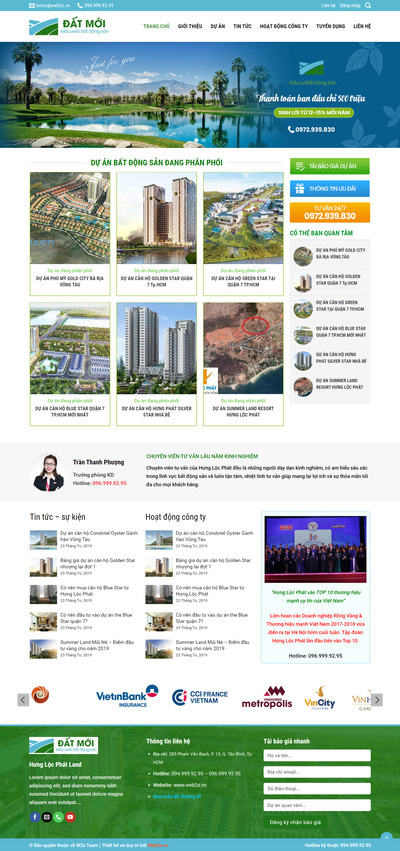 hotro@web2s.vn
096.999.92.95
Liên hệ
Đăng nhập
ĐẤT MỚI
Mẫu web Bất động sản
TRANG CHỦ
GIỚI THIỆU
DỰ ÁN
TIN TỨC
HOẠT ĐỘNG CÔNG TY
TUYỂN DỤNG
LIÊN HỆ
Just for you
Đầu tư Bất Động Sản
Thanh toán ban đầu chỉ 500 triệu
SINH LỜI TỪ 12-15% MỖI NĂM
0972.939.830
DỰ ÁN BẤT ĐỘNG SẢN ĐANG PHÂN PHỐI
Dự án đang phân phối
DỰ ÁN PHÚ MỸ GOLD CITY BÀ RỊA
VŨNG TÀU
Dự án đang phân phối
DỰ ÁN CĂN HỘ GOLDEN STAR QUẬN
7 Tp.HCM
Dự án đang phân phối
DỰ ÁN CĂN HỘ GREEN STAR TẠI
QUẬN 7 TP.HCM
Dự án đang phân phối
DỰ ÁN CĂN HỘ BLUE STAR QUẬN 7
TP.HCM MỚI NHẤT
Dự án đang phân phối
DỰ ÁN CĂN HỘ HƯNG PHÁT SILVER
STAR NHÀ BÈ
Dự án đang phân phối
DỰ ÁN SUMMER LAND RESORT
HƯNG LỘC PHÁT
TẢI BÁO GIÁ DỰ ÁN
THÔNG TIN ƯU ĐÃI
TƯ VẤN 24/7
0972.939.830
CÓ THỂ BẠN QUAN TÂM
DỰ ÁN PHÚ MỸ GOLD CITY
BÀ RỊA VŨNG TÀU
DỰ ÁN CĂN HỘ GOLDEN
STAR QUẬN 7 Tp.HCM
DỰ ÁN CĂN HỘ GREEN
STAR TẠI QUẬN 7 TP.HCM
DỰ ÁN CĂN HỘ BLUE STAR
QUẬN 7 TP.HCM MỚI NHẤT
DỰ ÁN CĂN HỘ HƯNG
PHÁT SILVER STAR NHÀ BÈ
DỰ ÁN SUMMER LAND
RESORT HƯNG LỘC PHÁT
Trần Thanh Phượng
Trưởng phòng KD
Hotline: 096.999.92.95
CHUYÊN VIÊN TƯ VẤN LÂU NĂM KINH NGHIỆM
Chuyên viên tư vấn của Hưng Lộc Phát đều là những người dày dạn kinh nghiệm, có am hiểu sâu sắc
trong lĩnh vực bất động sản và luôn tận tâm, nhiệt tình tư vấn giúp mang lại lợi ích và sự thỏa mãn tối
đa cho mọi khách hàng.
Tin tức – sự kiện
Dự án căn hộ Condotel Oyster Gành
hào Vũng Tàu
23 Tháng Tư, 2019
Bảng giá dự án căn hộ Golden Star
nhượng lại đợt 1
23 Tháng Tư, 2019
Có nên mua căn hộ Blue Star từ
Hưng Lộc Phát
23 Tháng Tư, 2019
Có nên đầu tư vào dự án the Blue
Star quận 7?
23 Tháng Tư, 2019
Summer Land Mũi Né – Điểm đầu
tư vàng cho năm 2019
23 Tháng Tư, 2019
Hoạt động công ty
Dự án căn hộ Condotel Oyster Gành
hào Vũng Tàu
23 Tháng Tư, 2019
Bảng giá dự án căn hộ Golden Star
nhượng lại đợt 1
23 Tháng Tư, 2019
Có nên mua căn hộ Blue Star từ
Hưng Lộc Phát
23 Tháng Tư, 2019
Có nên đầu tư vào dự án the Blue
Star quận 7?
23 Tháng Tư, 2019
Summer Land Mũi Né – Điểm đầu
tư vàng cho năm 2019
23 Tháng Tư, 2019
"Hưng Lộc Phát vào TOP 10 thương hiệu
mạnh uy tín của Việt Nam"
Liên hoan các doanh nghiệp Rồng Vàng &
Thương hiệu mạnh Việt Nam 2017-2018 vừa
diễn ra tại Hà Nội hôm cuối tuần. Tập đoàn
Hưng Lộc Phát lần đầu tiên vào Top 10.
Hotline: 096.999.92.95
VietinBank
INSURANCE
CCI FRANCE
VIETNAM
VINHOMES
metropolis
VinCity
ĐẤT MỚI
Mẫu web Bất động sản
Hưng Lộc Phát Land
Lorem ipsum dolor sit amet, consectetuer
adipiscing elit, sed diam nonummy nibh
euismod tincidunt ut laoreet dolore magna
aliquam erat volutpat....
Thông tin liên hệ
Địa chỉ: 285 Phạm Văn Bạch, P. 15, Q. Tân Bình, Tp.
HCM
Hotline: 094.999.92.95 – 096.999.92.95
Website: www.web2s.vn
Xem bản đồ đường đi
Tải báo giá nhanh
Họ và tên...
Địa chỉ email...
Số điện thoại...
Dự án quan tâm...
Đăng ký nhận báo giá
© Bản quyền thuộc về W2s Team | Thiết kế và duy trì bởi Web2s.vn
Hotline kỹ thuật: 094.999.92.95